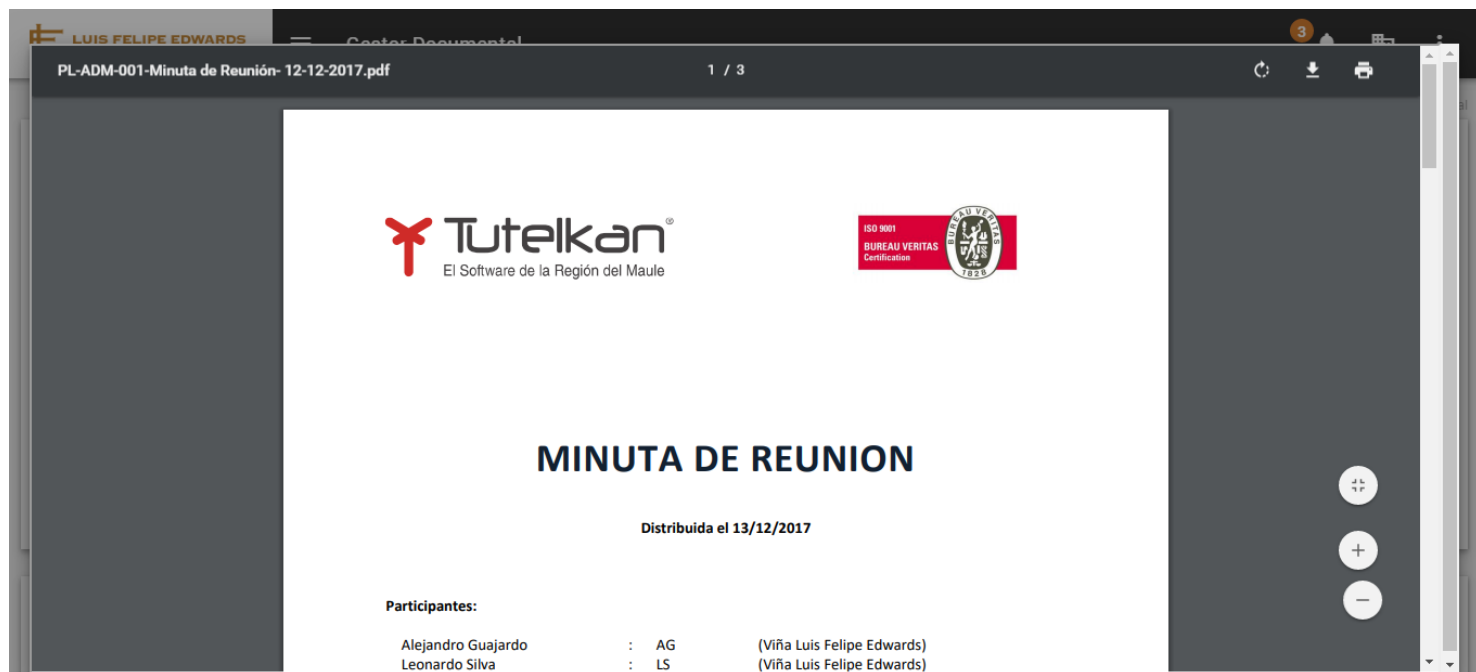 LUIS FELIPE EDWARDS
Gestor Documental
3
PL-ADM-001-Minuta de Reunión- 12-12-2017.pdf
1 / 3
Tutelkan®
El Software de la Región del Maule
ISO 9001
BUREAU VERITAS
Certification
BUREAU VERITAS
1828
MINUTA DE REUNION
Distribuida el 13/12/2017
Participantes:
Alejandro Guajardo : AG (Viña Luis Felipe Edwards)
Leonardo Silva : LS (Viña Luis Felipe Edwards)